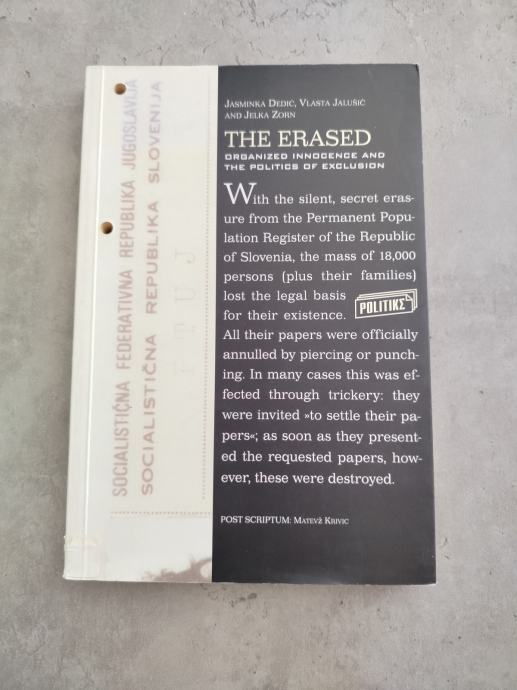 SOCIALISTIČNA FEDERATIVNA REPUBLIKA JUGOSLAVIJA
SOCIALISTIČNA REPUBLIKA SLOVENIJA
PTUJ
JASMINKA DEDIĆ, VLASTA JALUŠIČ
AND JELKA ZORN
THE ERASED
ORGANIZED INNOCENCE AND
THE POLITICS OF EXCLUSION
With the silent, secret eras-
ure from the Permanent Popu-
lation Register of the Republic
of Slovenia, the mass of 18,000
persons (plus their families)
lost the legal basis
for their existence.
POLITIKE
All their papers were officially
annulled by piercing or punch-
ing. In many cases this was ef-
fected through trickery: they
were invited »to settle their pa-
pers«; as soon as they present-
ed the requested papers, how-
ever, these were destroyed.
POST SCRIPTUM: MATEVŽ KRIVIC